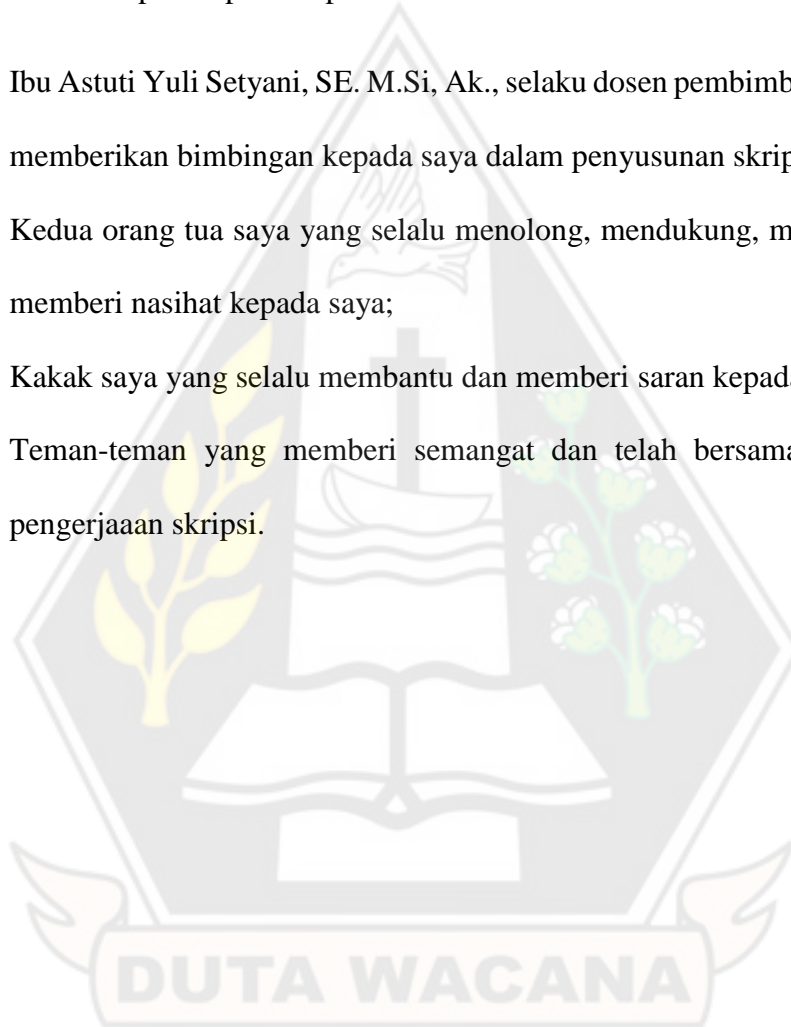 Ibu Astuti Yuli Setyani, SE. M.Si, Ak., selaku dosen pembimb
memberikan bimbingan kepada saya dalam penyusunan skrip
Kedua orang tua saya yang selalu menolong, mendukung, m
memberi nasihat kepada saya;
Kakak saya yang selalu membantu dan memberi saran kepada
Teman-teman yang memberi semangat dan telah bersama
pengerjaaan skripsi.
DUTA WACANA